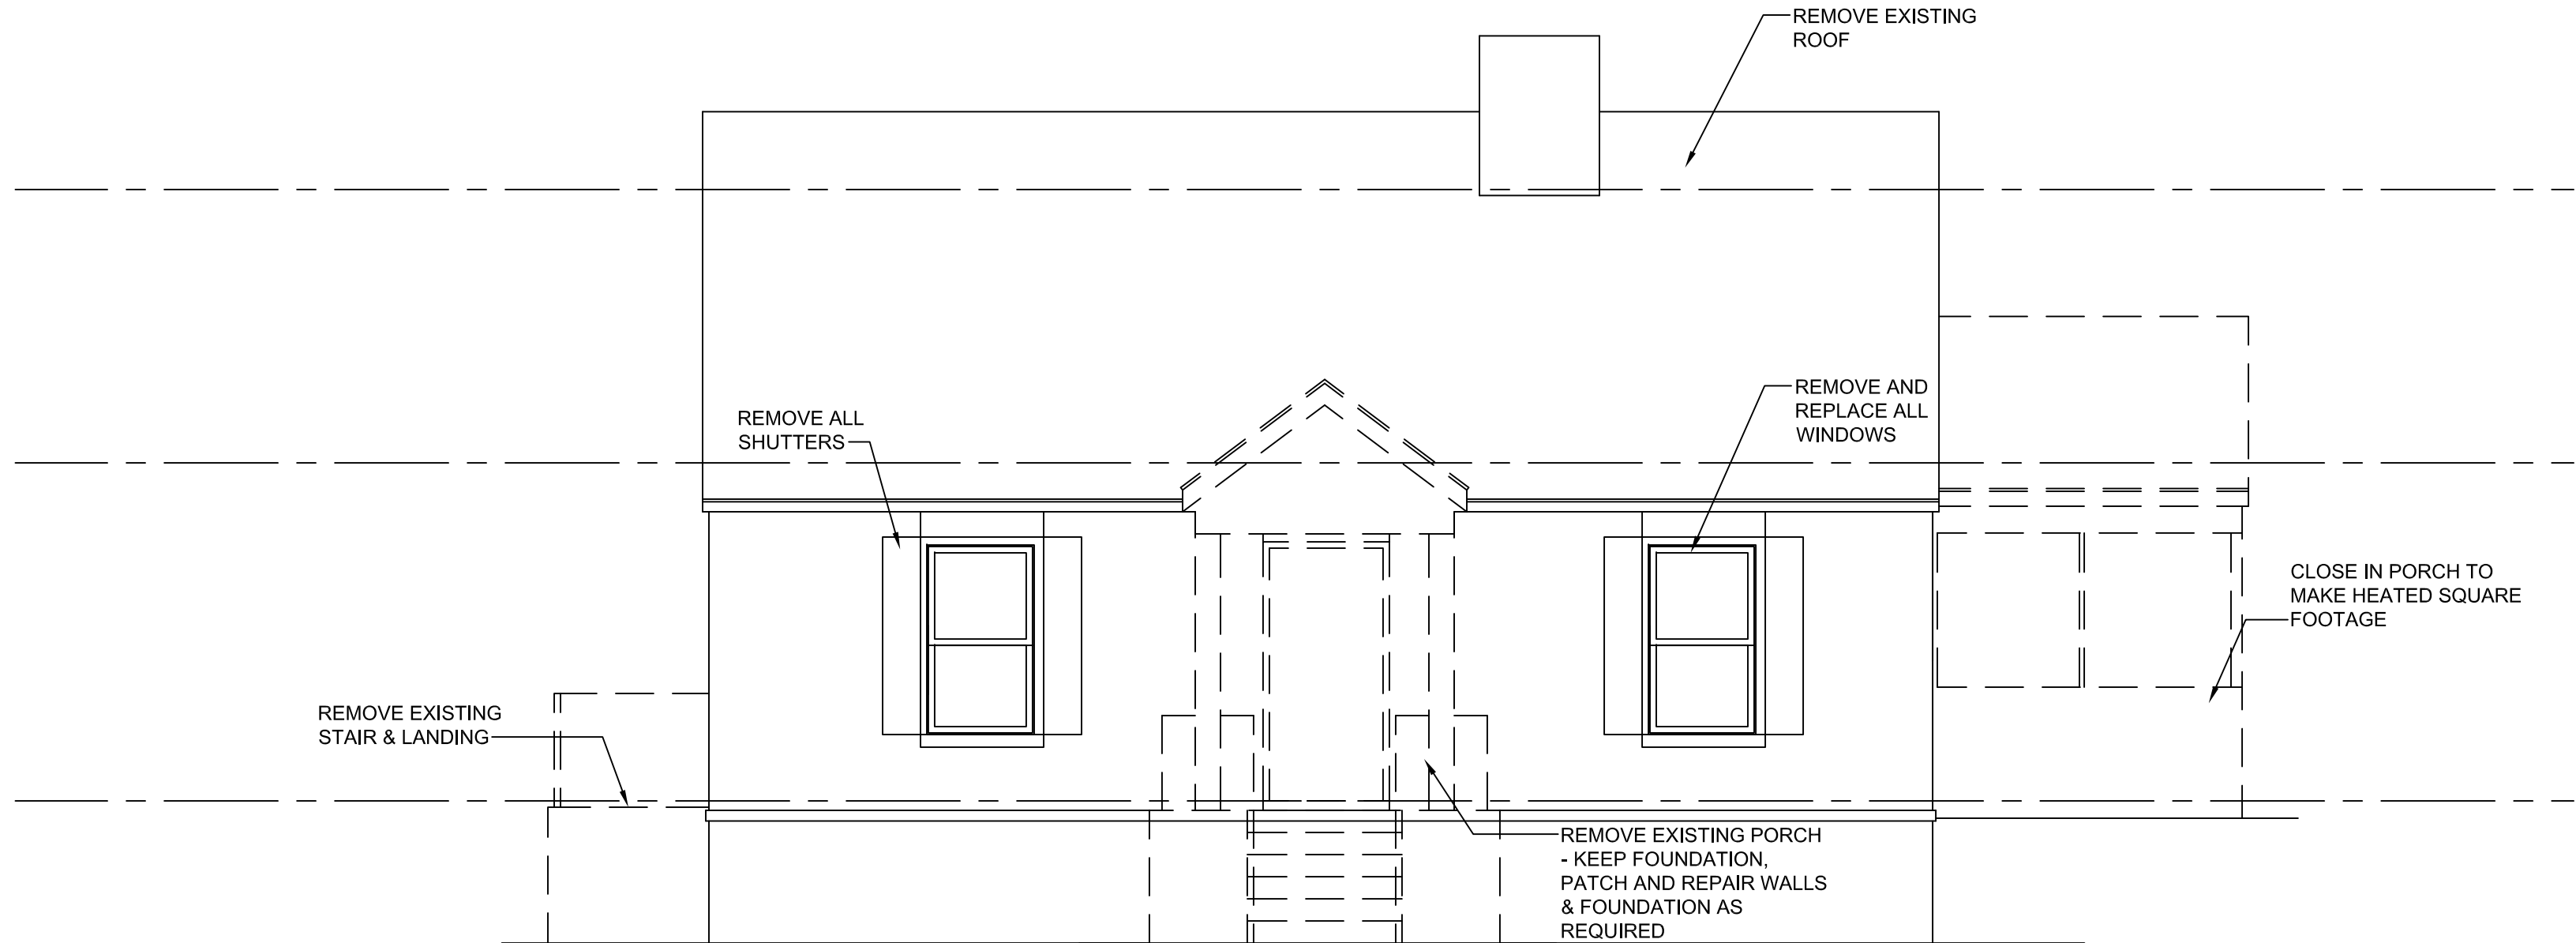 REMOVE EXISTING
ROOF
REMOVE ALL
SHUTTERS
REMOVE AND
REPLACE ALL
WINDOWS
CLOSE IN PORCH TO
MAKE HEATED SQUARE
FOOTAGE
REMOVE EXISTING
STAIR & LANDING
REMOVE EXISTING PORCH
- KEEP FOUNDATION,
PATCH AND REPAIR WALLS
& FOUNDATION AS
REQUIRED